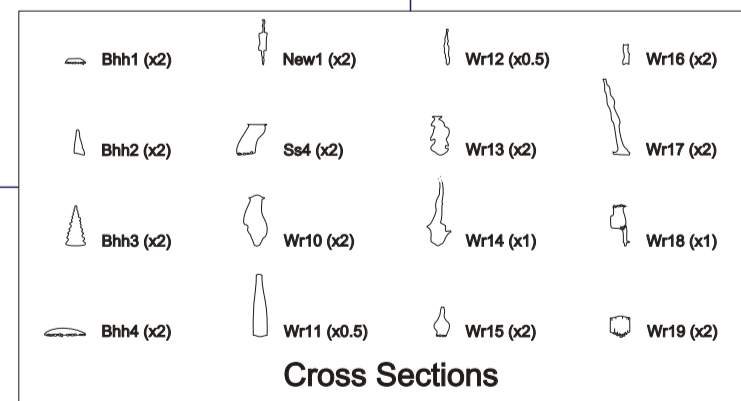 Bhh1 (x2) New1 (x2) Wr12 (x0.5) Wr16 (x2)
Bhh2 (x2) Ss4 (x2) Wr13 (x2) Wr17 (x2)
Bhh3 (x2) Wr10 (x2) Wr14 (x1) Wr18 (x1)
Bhh4 (x2) Wr11 (x0.5) Wr15 (x2) Wr19 (x2)
Cross Sections